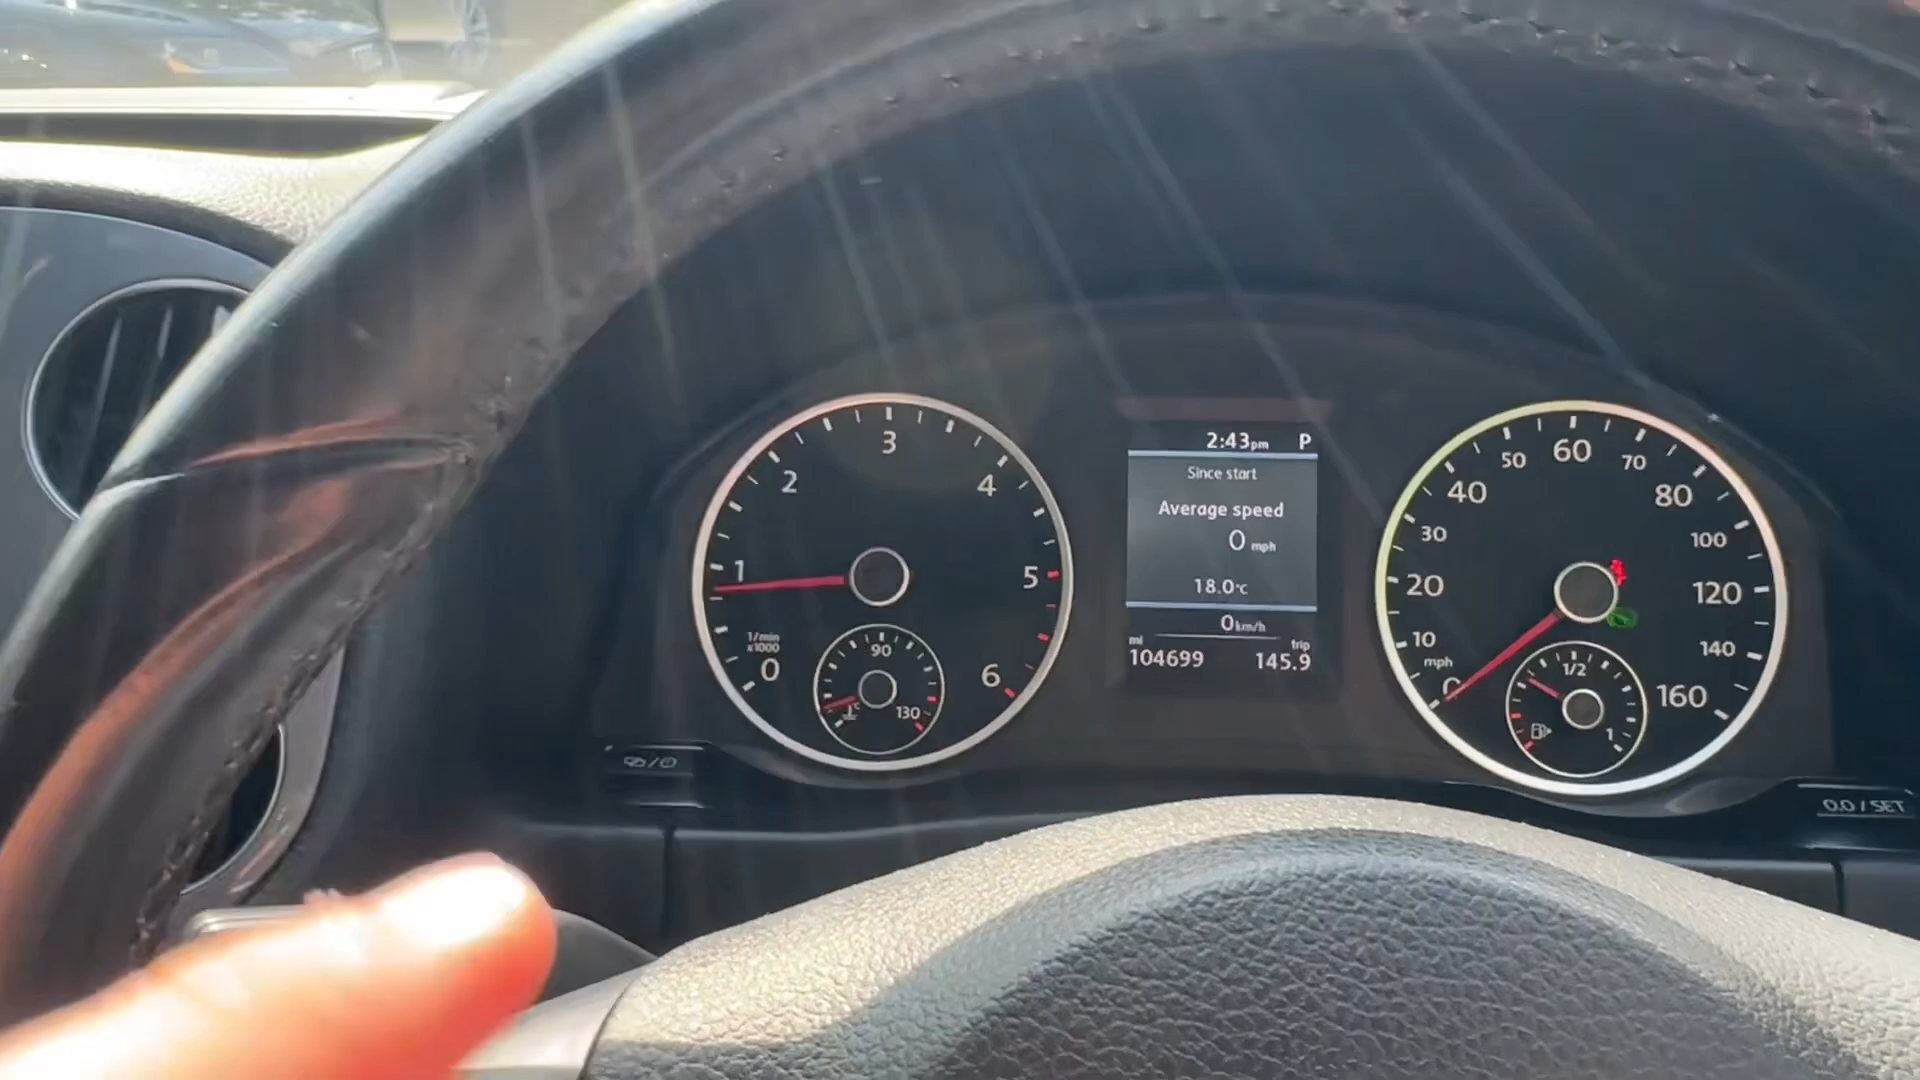 1/min
x1000
0
1
2
3
4
5
6
90
130
°C
2:43pm P
Since start
Average speed
0 mph
18.0°C
0km/h
mi
trip
104699 145.9
0
10
20
30
40
50
60
70
80
100
120
140
160
mph
1/2
1
0.0 / SET